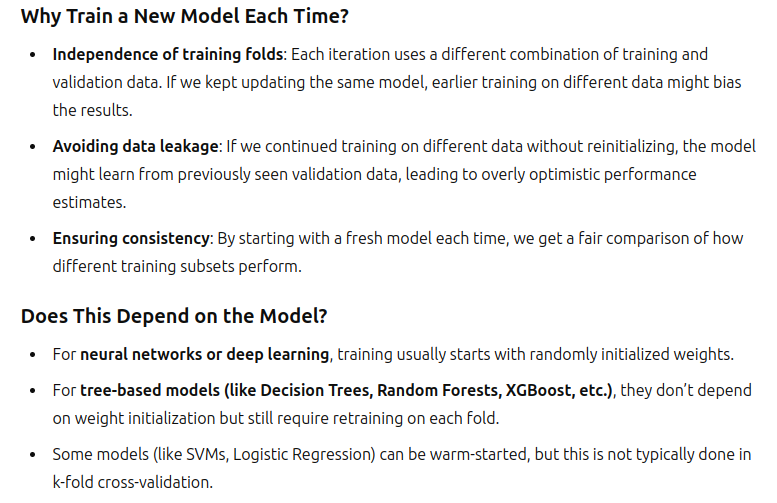 Why Train a New Model Each Time?
• Independence of training folds: Each iteration uses a different combination of training and
validation data. If we kept updating the same model, earlier training on different data might bias
the results.
• Avoiding data leakage: If we continued training on different data without reinitializing, the model
might learn from previously seen validation data, leading to overly optimistic performance
estimates.
• Ensuring consistency: By starting with a fresh model each time, we get a fair comparison of how
different training subsets perform.
Does This Depend on the Model?
• For neural networks or deep learning, training usually starts with randomly initialized weights.
• For tree-based models (like Decision Trees, Random Forests, XGBoost, etc.), they don’t depend
on weight initialization but still require retraining on each fold.
• Some models (like SVMs, Logistic Regression) can be warm-started, but this is not typically done in
k-fold cross-validation.